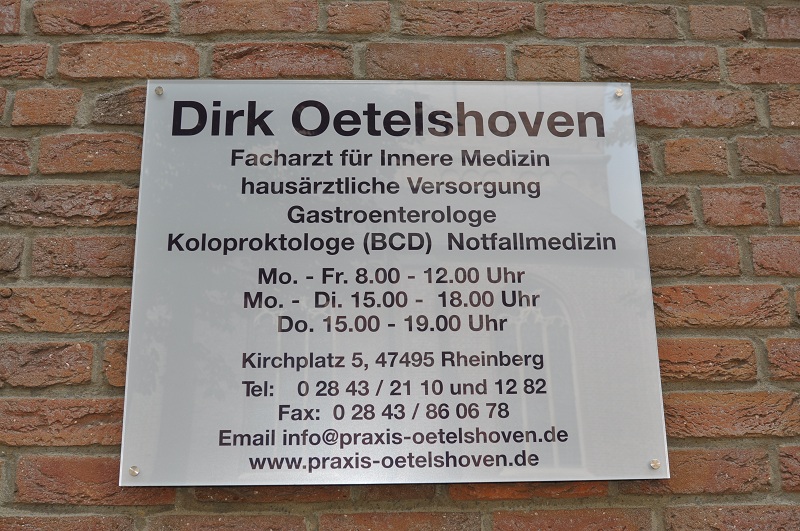 Dirk Oetelshoven
Facharzt für Innere Medizin
hausärztliche Versorgung
Gastroenterologe
Koloproktologe (BCD) Notfallmedizin
Mo. - Fr. 8.00 - 12.00 Uhr
Mo. - Di. 15.00 - 18.00 Uhr
Do. 15.00 - 19.00 Uhr
Kirchplatz 5, 47495 Rheinberg
Tel: 0 28 43 / 21 10 und 12 82
Fax: 0 28 43 / 86 06 78
Email info@praxis-oetelshoven.de
www.praxis-oetelshoven.de